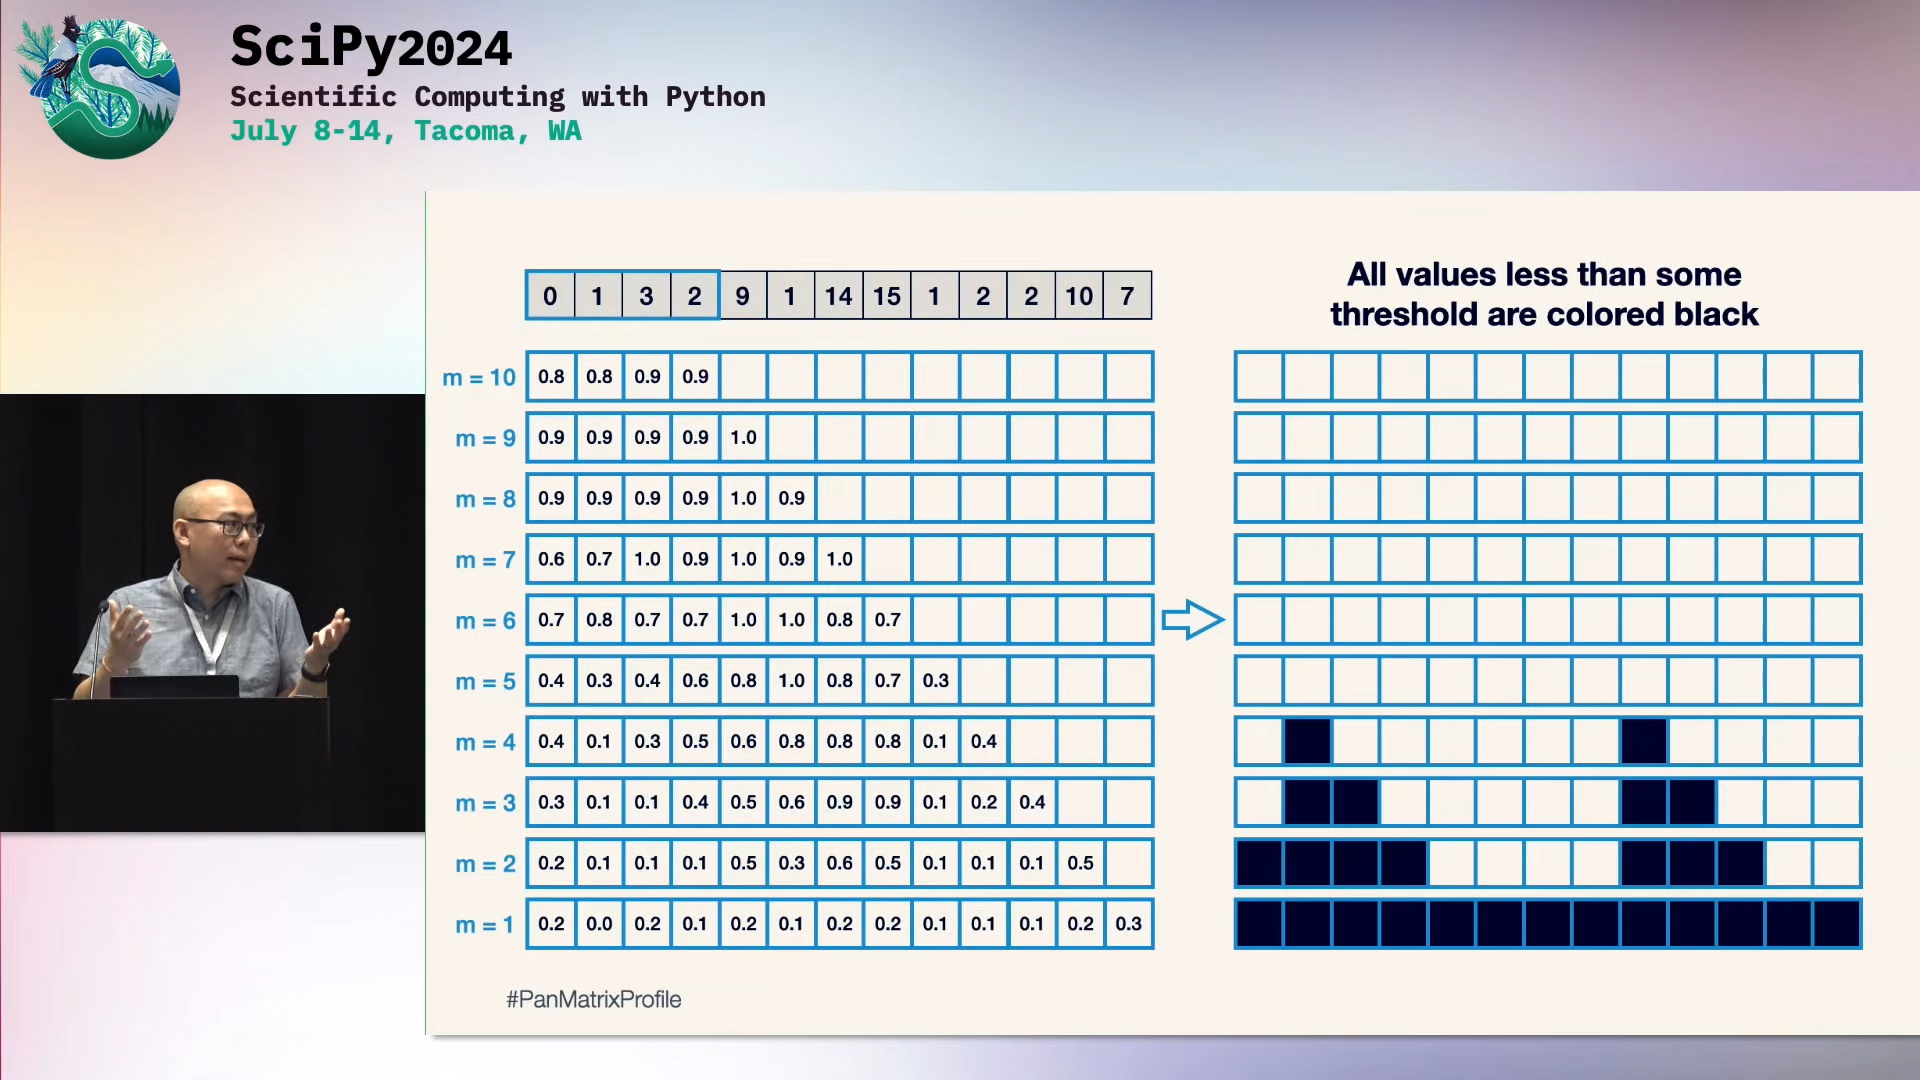 SciPy2024
Scientific Computing with Python
July 8-14, Tacoma, WA
0 1 3 2 9 1 14 15 1 2 2 10 7
All values less than some
threshold are colored black
m = 10 0.8 0.8 0.9 0.9
m = 9 0.9 0.9 0.9 0.9 1.0
m = 8 0.9 0.9 0.9 0.9 1.0 0.9
m = 7 0.6 0.7 1.0 0.9 1.0 0.9 1.0
m = 6 0.7 0.8 0.7 0.7 1.0 1.0 0.8 0.7
m = 5 0.4 0.3 0.4 0.6 0.8 1.0 0.8 0.7 0.3
m = 4 0.4 0.1 0.3 0.5 0.6 0.8 0.8 0.8 0.1 0.4
m = 3 0.3 0.1 0.1 0.4 0.5 0.6 0.9 0.9 0.1 0.2 0.4
m = 2 0.2 0.1 0.1 0.1 0.5 0.3 0.6 0.5 0.1 0.1 0.1 0.5
m = 1 0.2 0.0 0.2 0.1 0.2 0.1 0.2 0.2 0.1 0.1 0.1 0.2 0.3
#PanMatrixProfile